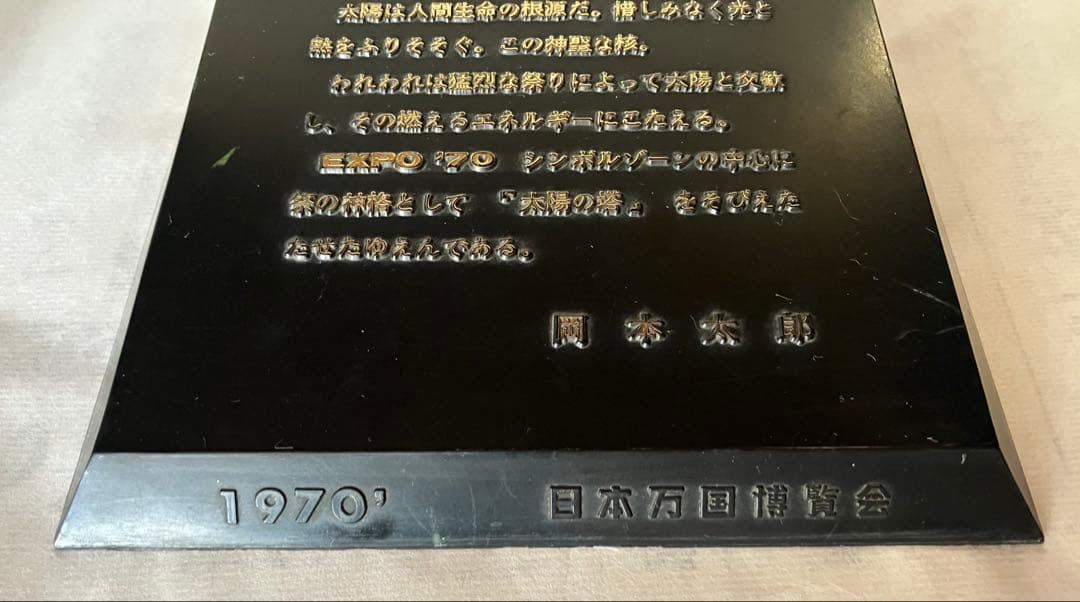 太陽は人間生命の根源だ。惜しみなく光と
熱をふりそそぐ。この神聖な核。
われわれは猛烈な祭りによって太陽と交歓
し、その燃えるエネルギーにこたえる。
EXPO '70 シンボルゾーンの中心に
祭の神格として 「太陽の塔」 をそびえた
たせたゆえんである。
岡本太郎
1970' 日本万国博覧会